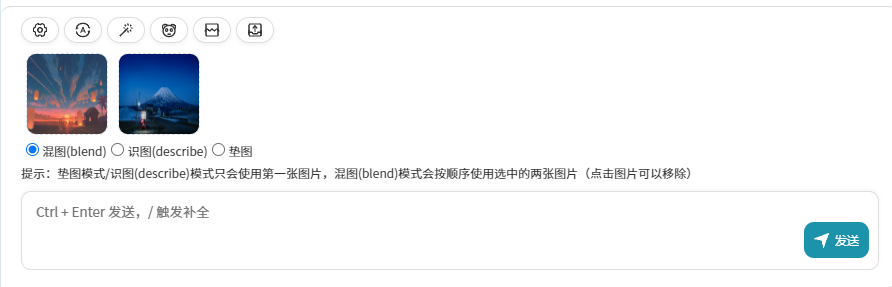 混图(blend) 识图(describe) 垫图
提示：垫图模式/识图(describe)模式只会使用第一张图片，混图(blend)模式会按顺序使用选中的两张图片（点击图片可以移除）
Ctrl + Enter 发送，/ 触发补全
发送